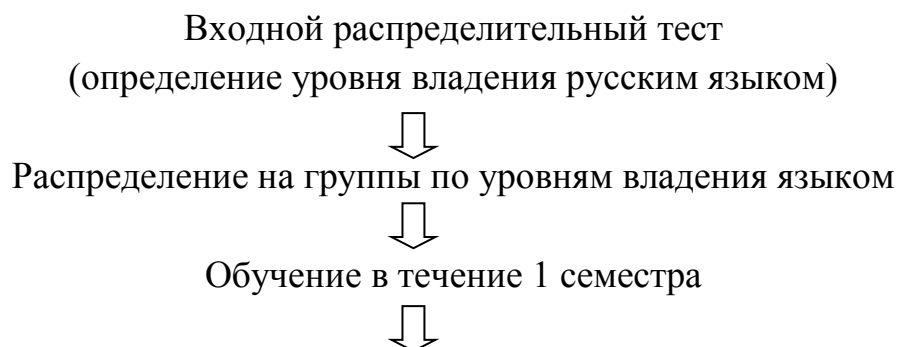 Входной распределительный тест
(определение уровня владения русским языком)
Распределение на группы по уровням владения языком
Обучение в течение 1 семестра